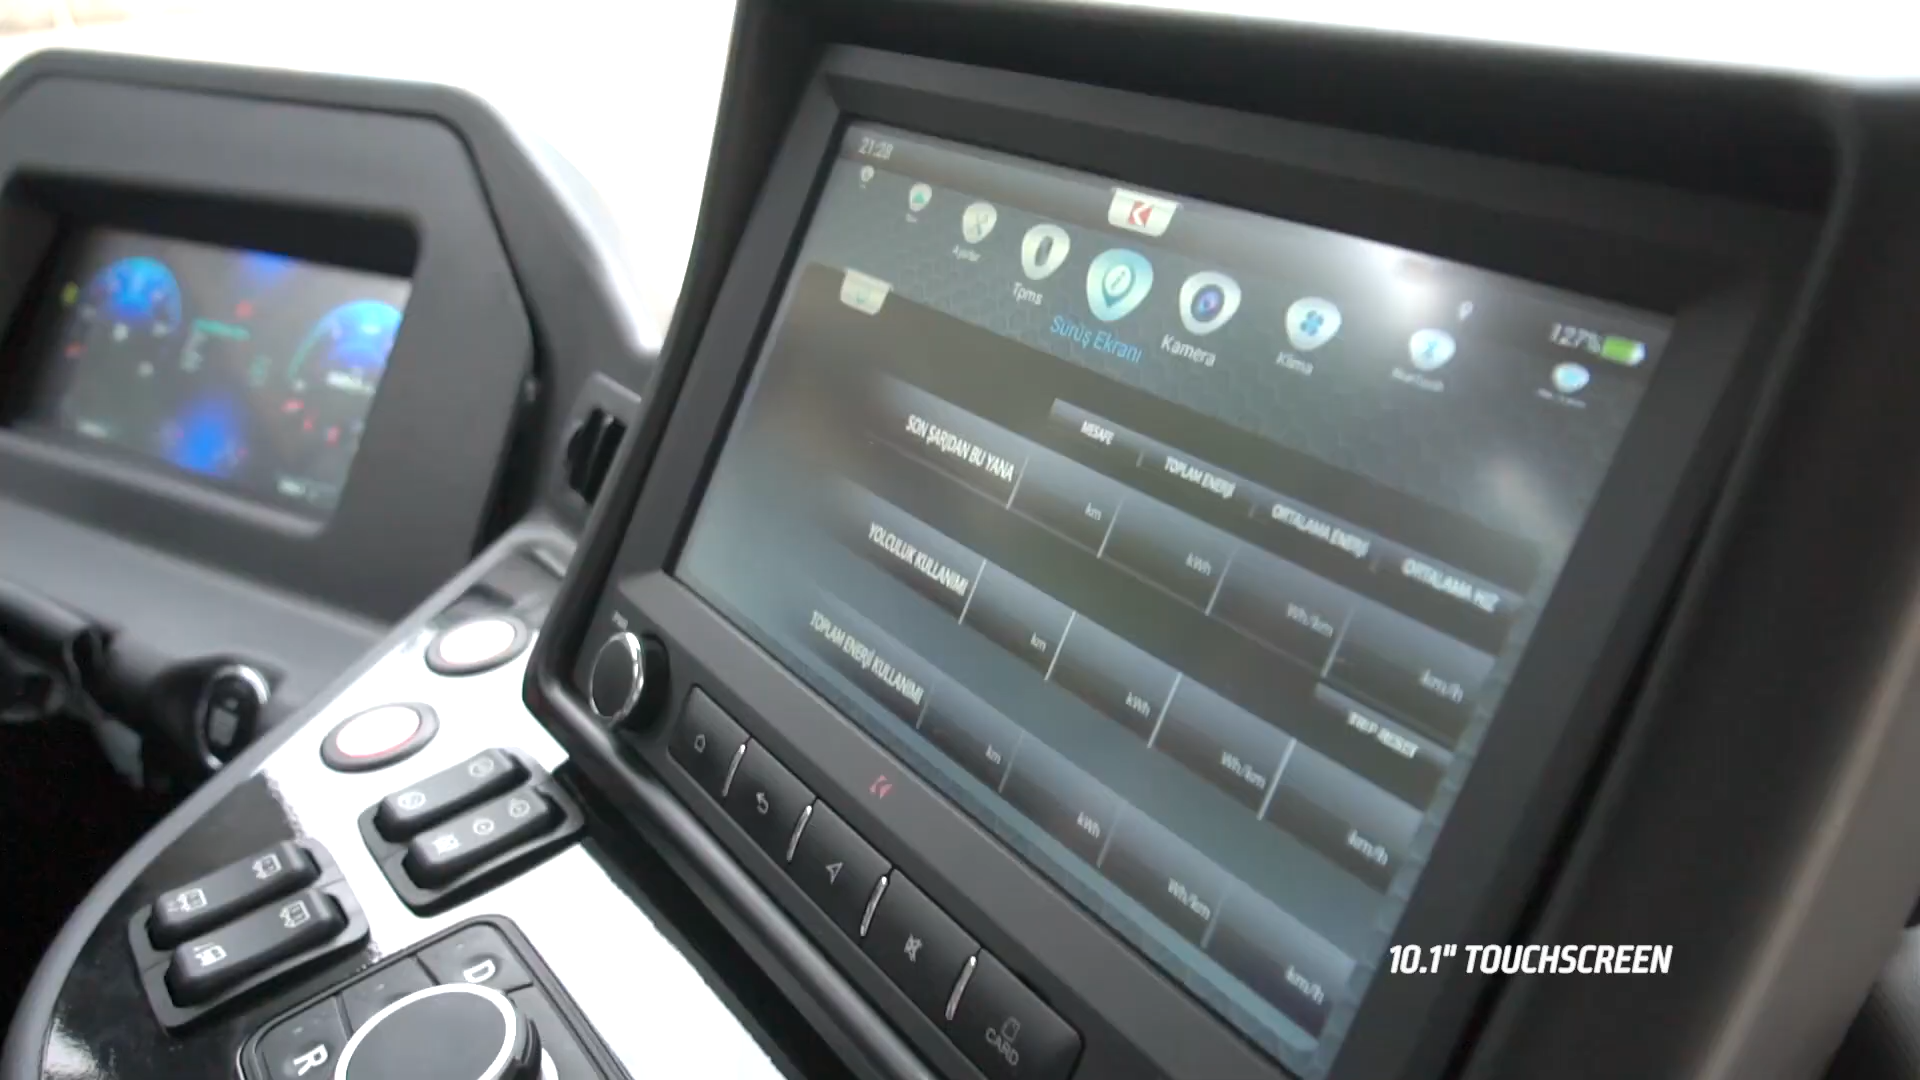 21:28
127%
Ayarlar
Tpms
Sürüş Ekranı
Kamera
Klima
Bluetooth
MESAFE
TOPLAM ENERJİ
ORTALAMA ENERJİ
ORTALAMA HIZ
SON ŞARJDAN BU YANA
km
kWh
Wh/km
km/h
YOLCULUK KULLANIMI
km
kWh
Wh/km
km/h
TRIP RESET
TOPLAM ENERJİ KULLANIMI
km
kWh
Wh/km
km/h
CARD
D
R
10.1" TOUCHSCREEN